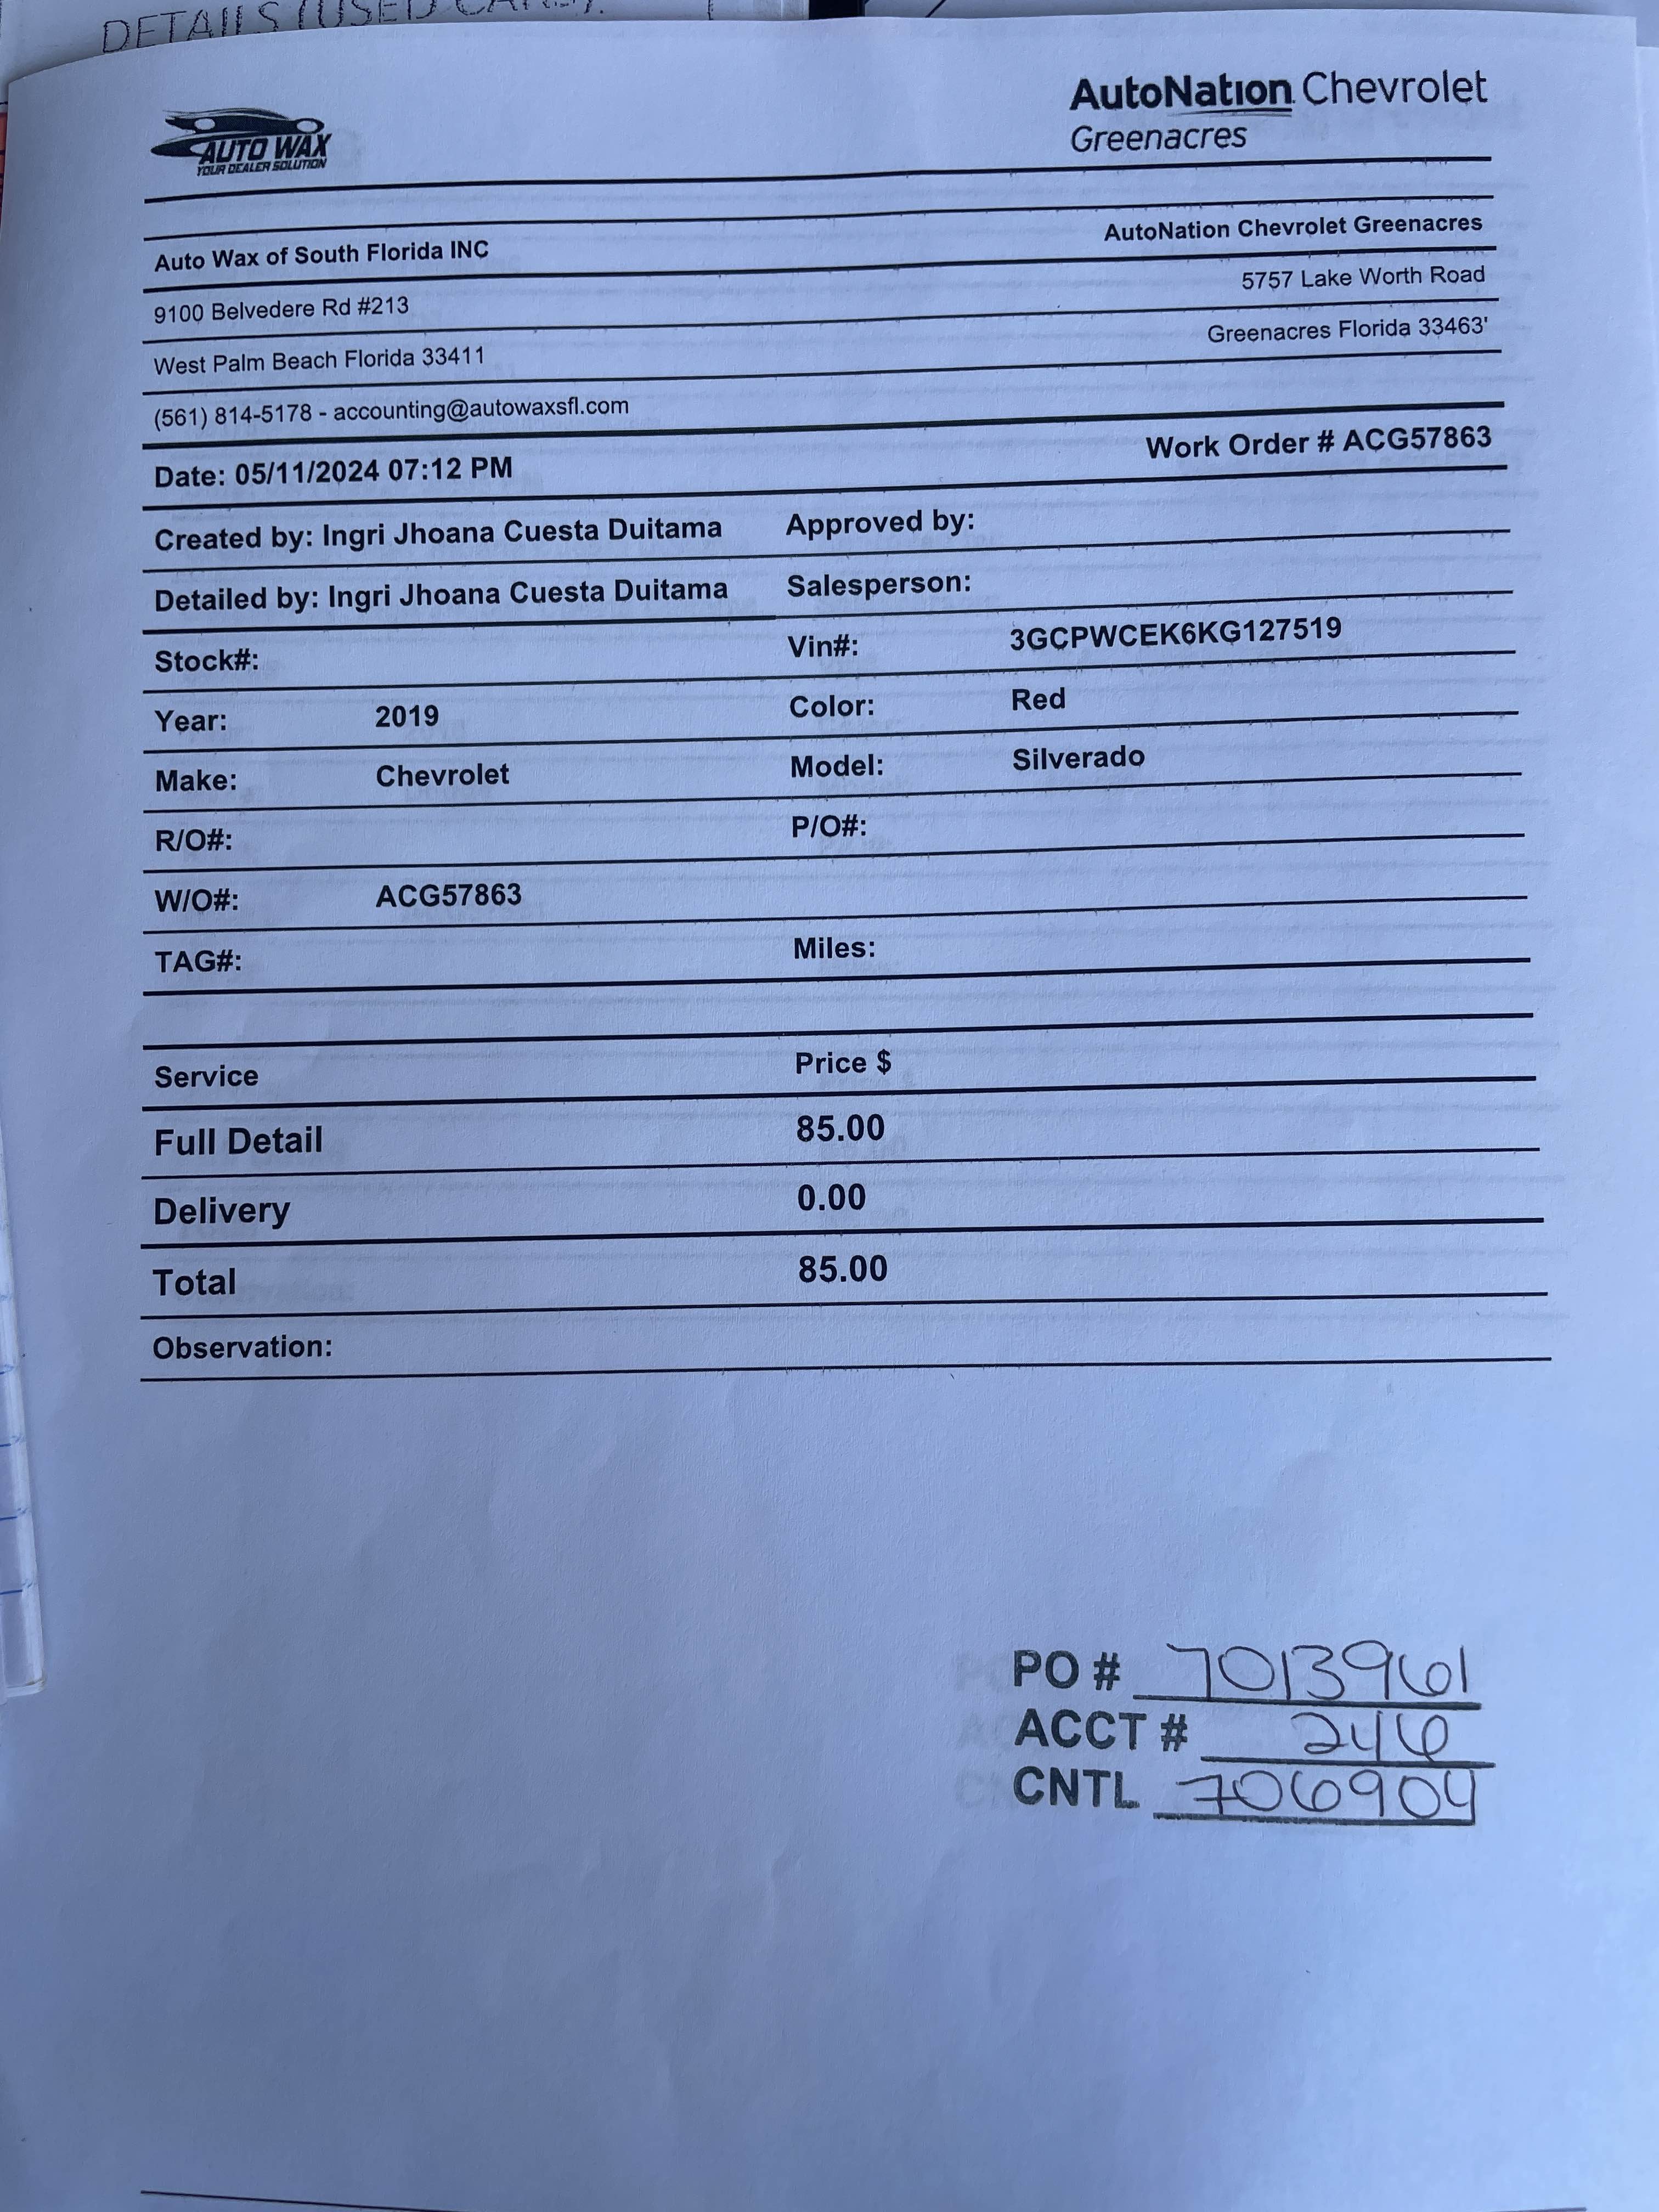 DETAILS (USED CARS).
AUTO WAX
YOUR DEALER SOLUTION
AutoNation Chevrolet
Greenacres
Auto Wax of South Florida INC
AutoNation Chevrolet Greenacres
9100 Belvedere Rd #213
5757 Lake Worth Road
West Palm Beach Florida 33411
Greenacres Florida 33463'
(561) 814-5178 - accounting@autowaxsfl.com
Date: 05/11/2024 07:12 PM
Work Order # ACG57863
Created by: Ingri Jhoana Cuesta Duitama Approved by:
Detailed by: Ingri Jhoana Cuesta Duitama Salesperson:
Stock#: Vin#: 3GCPWCEK6KG127519
Year: 2019 Color: Red
Make: Chevrolet Model: Silverado
R/O#: P/O#:
W/O#: ACG57863
TAG#: Miles:
Service Price $
Full Detail 85.00
Delivery 0.00
Total 85.00
Observation:
PO # 7013961
ACCT # 246
CNTL 706904